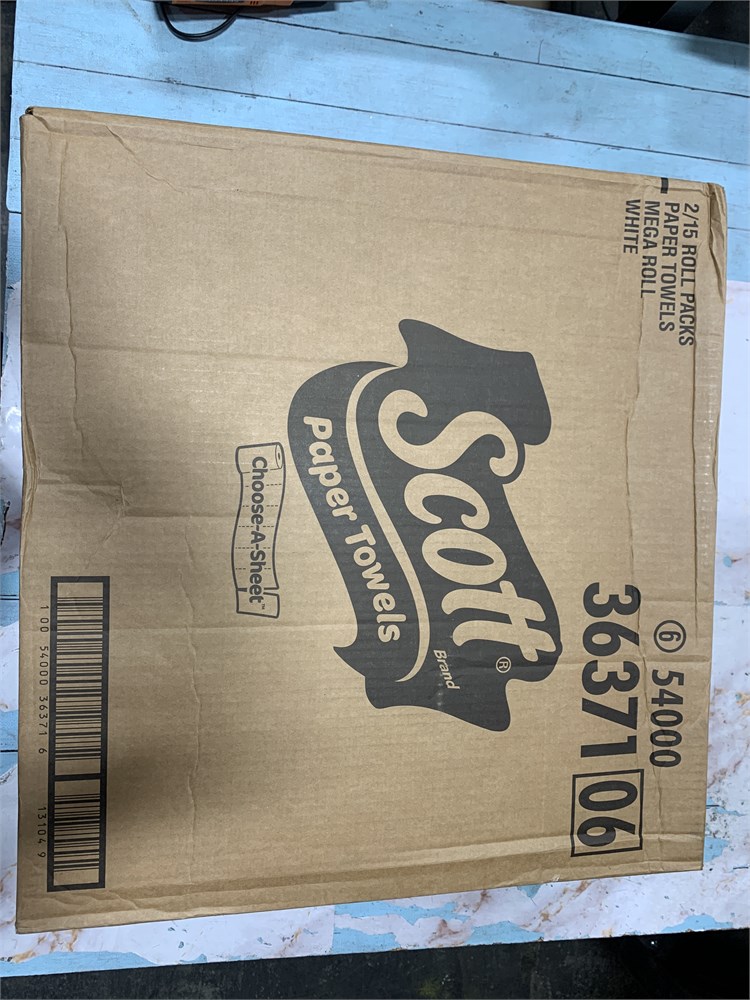 2/15 ROLL PACKS
PAPER TOWELS
MEGA ROLL
WHITE
6 54000
36371 06
Scott®
Brand
Paper Towels
Choose-A-Sheet™
1 00 54000 36371 6
13104 9